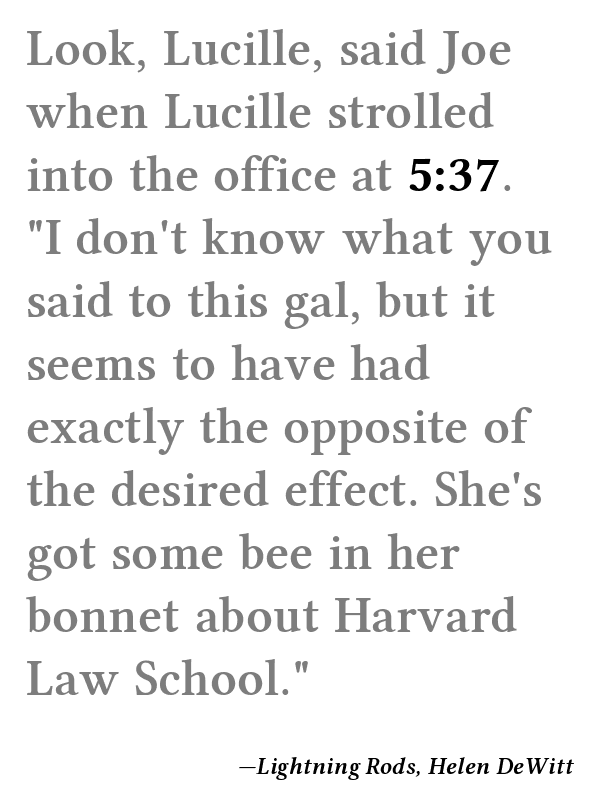 Look, Lucille, said Joe
when Lucille strolled
into the office at 5:37.
"I don't know what you
said to this gal, but it
seems to have had
exactly the opposite of
the desired effect. She's
got some bee in her
bonnet about Harvard
Law School."
—Lightning Rods, Helen DeWitt